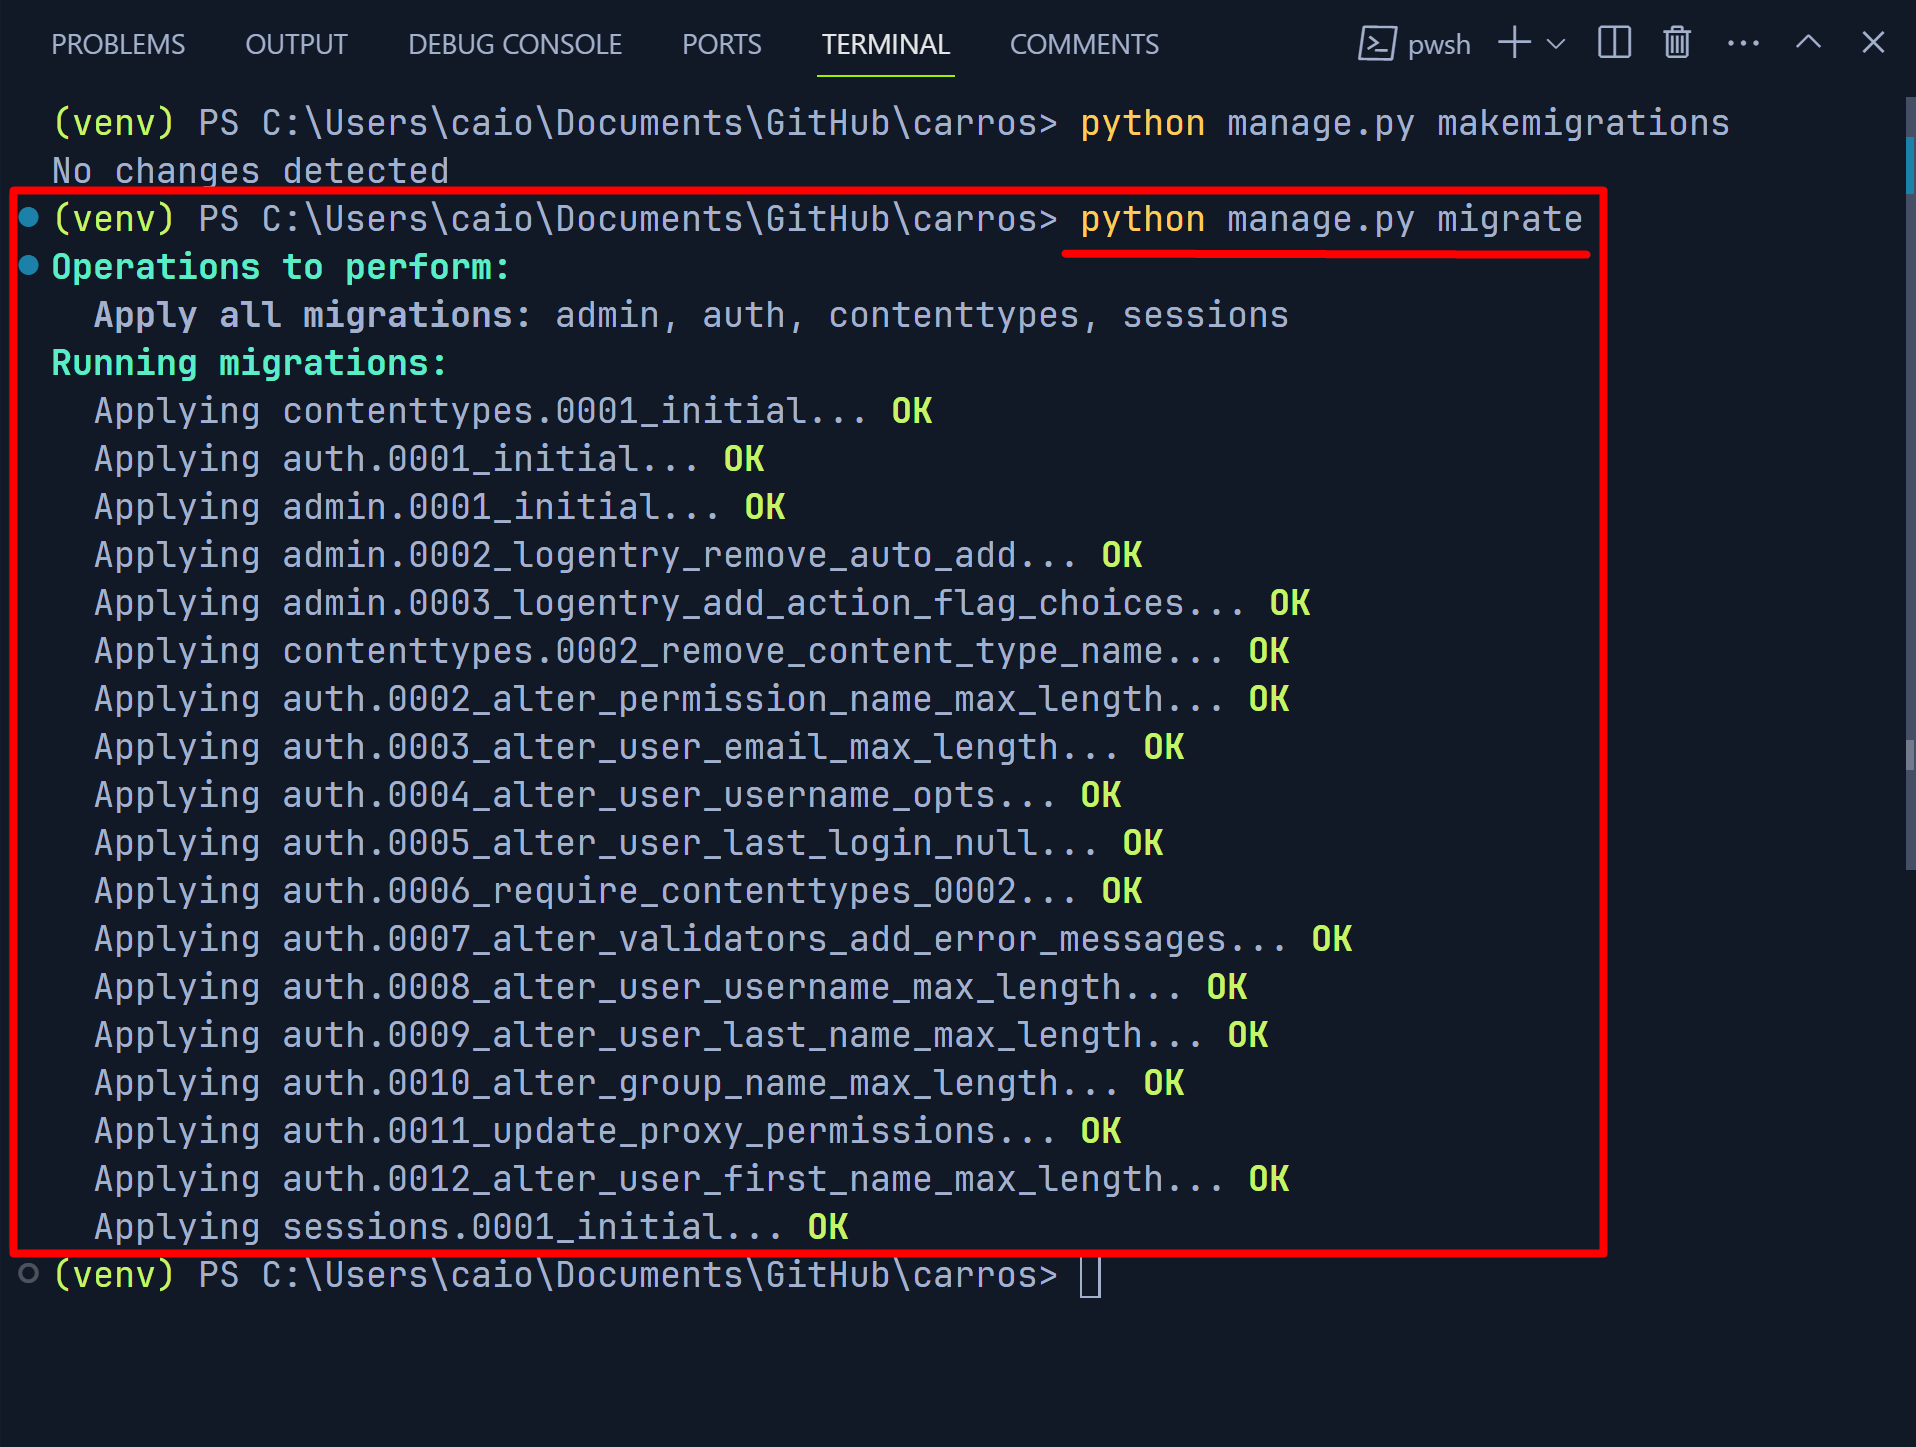 PROBLEMS OUTPUT DEBUG CONSOLE PORTS TERMINAL COMMENTS pwsh
(venv) PS C:\Users\caio\Documents\GitHub\carros> python manage.py makemigrations
No changes detected
(venv) PS C:\Users\caio\Documents\GitHub\carros> python manage.py migrate
Operations to perform:
  Apply all migrations: admin, auth, contenttypes, sessions
Running migrations:
  Applying contenttypes.0001_initial... OK
  Applying auth.0001_initial... OK
  Applying admin.0001_initial... OK
  Applying admin.0002_logentry_remove_auto_add... OK
  Applying admin.0003_logentry_add_action_flag_choices... OK
  Applying contenttypes.0002_remove_content_type_name... OK
  Applying auth.0002_alter_permission_name_max_length... OK
  Applying auth.0003_alter_user_email_max_length... OK
  Applying auth.0004_alter_user_username_opts... OK
  Applying auth.0005_alter_user_last_login_null... OK
  Applying auth.0006_require_contenttypes_0002... OK
  Applying auth.0007_alter_validators_add_error_messages... OK
  Applying auth.0008_alter_user_username_max_length... OK
  Applying auth.0009_alter_user_last_name_max_length... OK
  Applying auth.0010_alter_group_name_max_length... OK
  Applying auth.0011_update_proxy_permissions... OK
  Applying auth.0012_alter_user_first_name_max_length... OK
  Applying sessions.0001_initial... OK
(venv) PS C:\Users\caio\Documents\GitHub\carros>